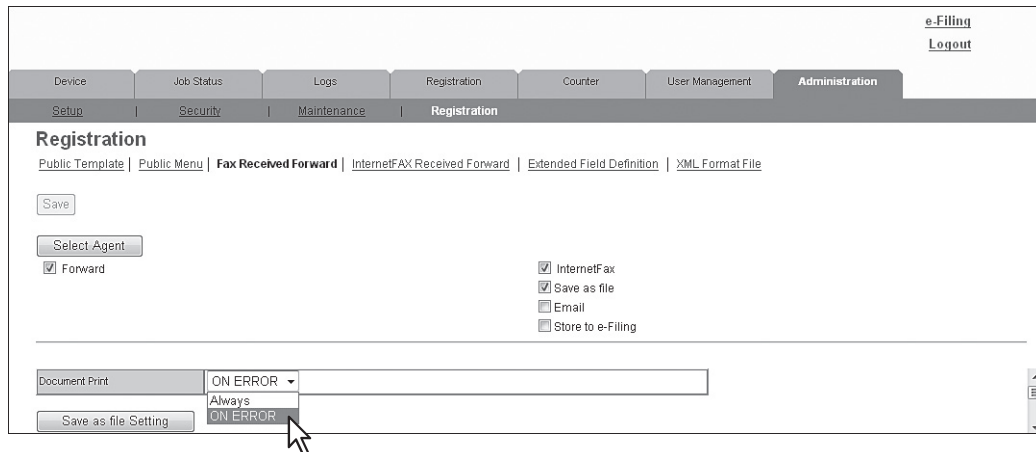 e-Filing
Logout
Device Job Status Logs Registration Counter User Management Administration
Setup | Security | Maintenance | Registration
Registration
Public Template | Public Menu | Fax Received Forward | InternetFAX Received Forward | Extended Field Definition | XML Format File
Save
Select Agent
Forward InternetFax
Save as file
Email
Store to e-Filing
Document Print ON ERROR
Always
ON ERROR
Save as file Setting